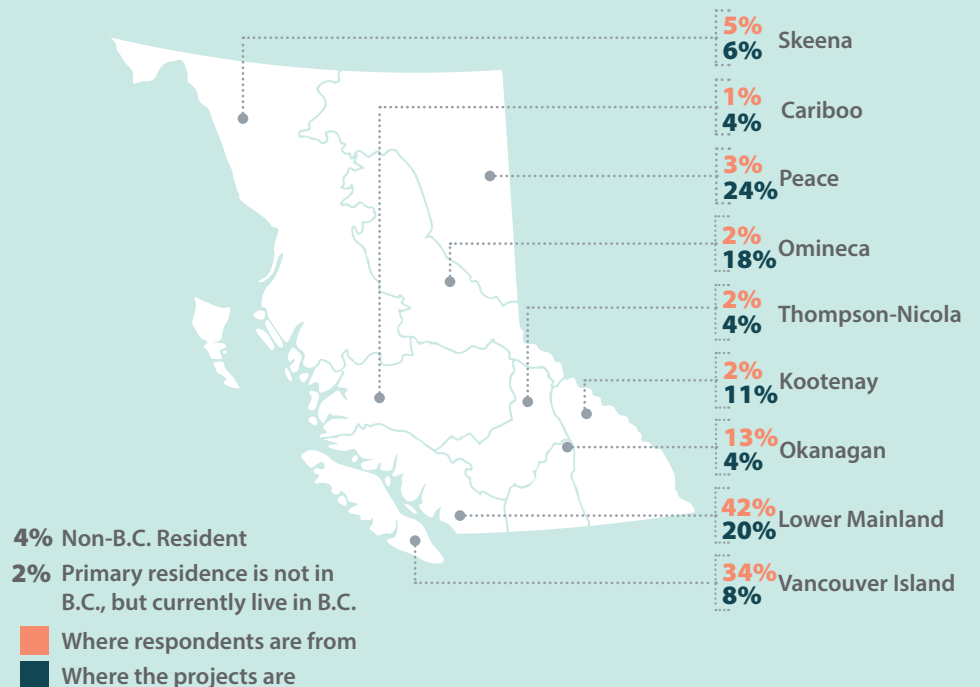 5%
6% Skeena
1%
4% Cariboo
3%
24% Peace
2%
18% Omineca
2%
4% Thompson-Nicola
2%
11% Kootenay
13%
4% Okanagan
42%
20% Lower Mainland
34%
8% Vancouver Island
4% Non-B.C. Resident
2% Primary residence is not in
B.C., but currently live in B.C.
Where respondents are from
Where the projects are